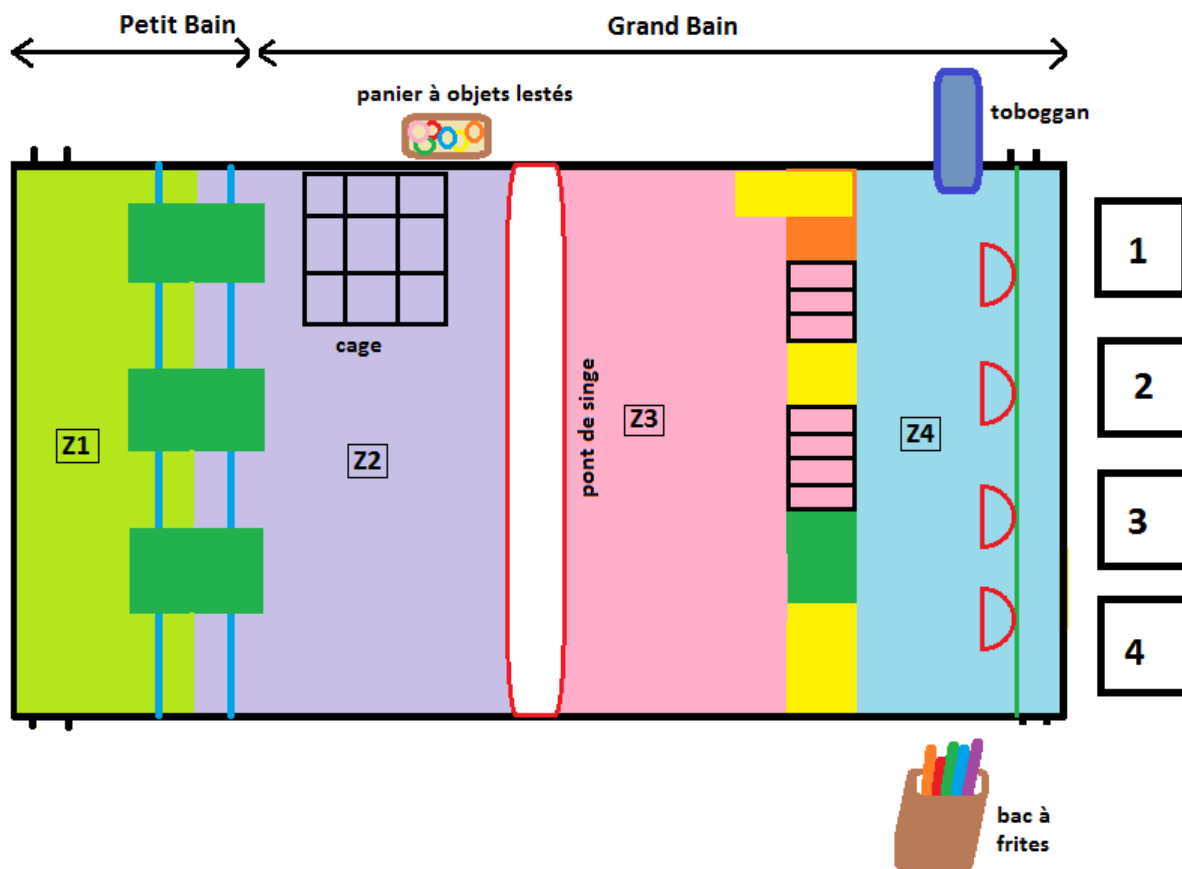 Petit Bain
Grand Bain
panier à objets lestés
toboggan
1
cage
2
pont de singe
Z3
Z4
Z1
Z2
3
4
bac à
frites